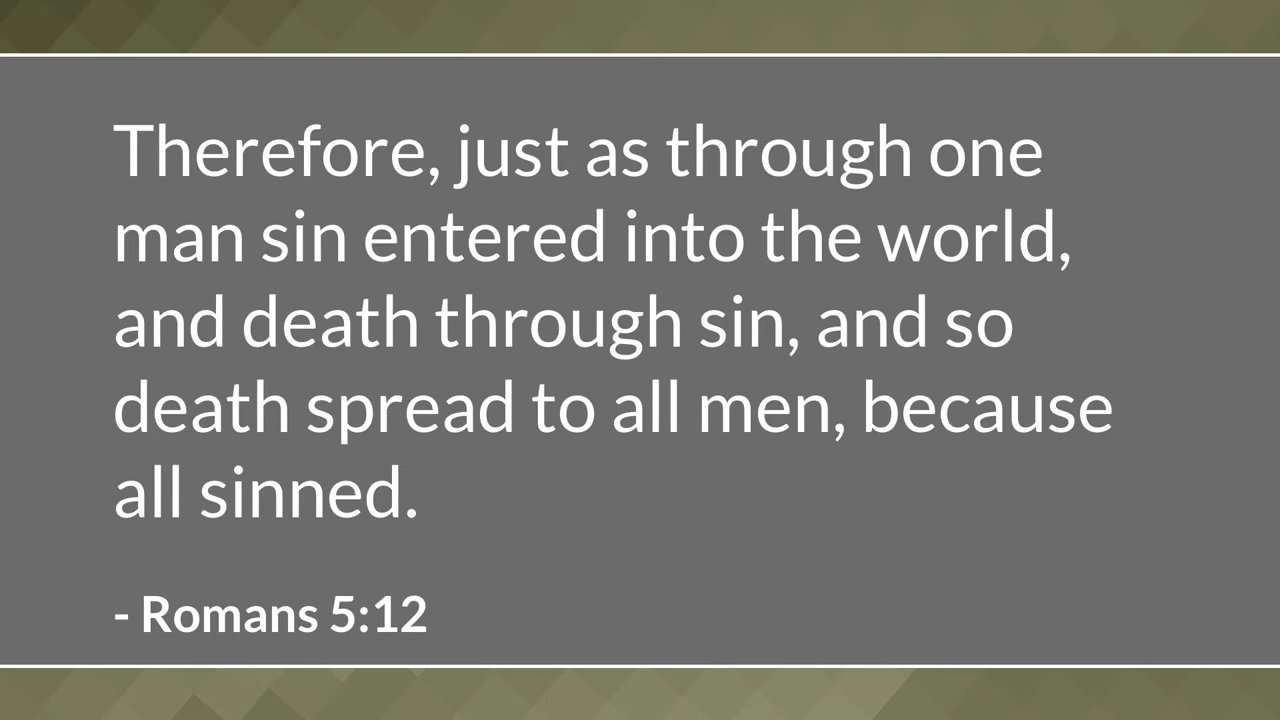 Therefore, just as through one
man sin entered into the world,
and death through sin, and so
death spread to all men, because
all sinned.
- Romans 5:12